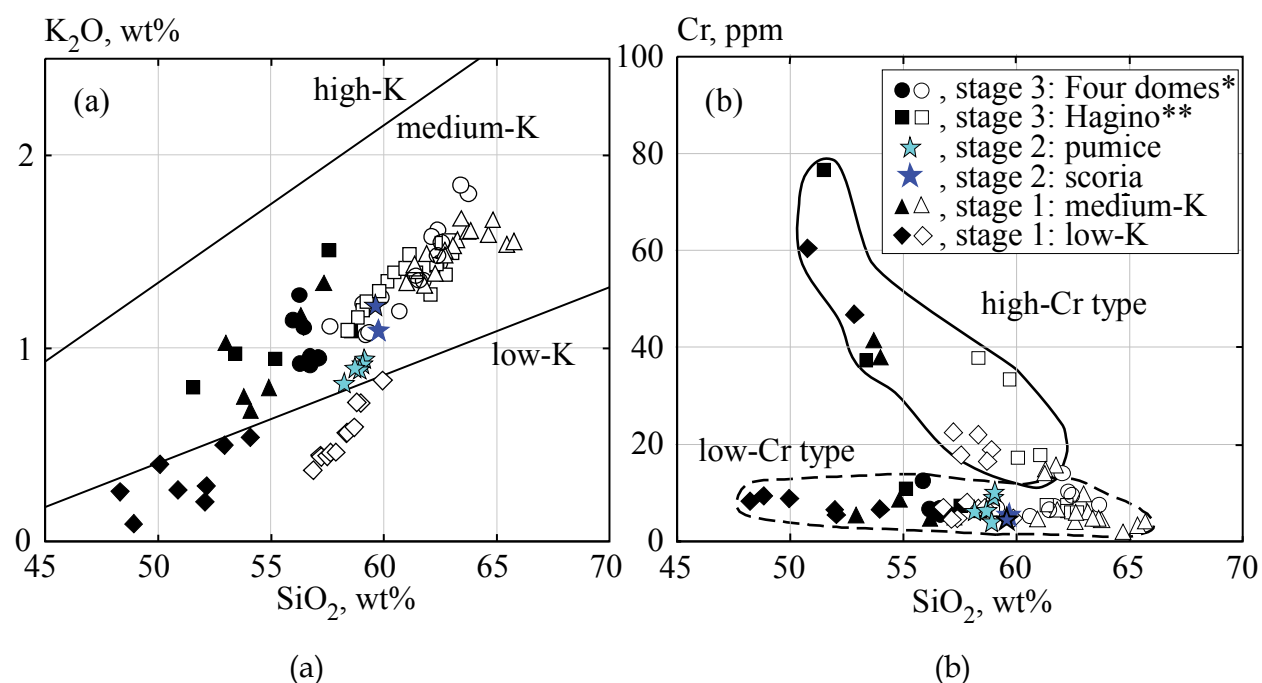 K₂O, wt%
(a)
high-K
medium-K
low-K
2
1
0
45 50 55 60 65 70
SiO₂, wt%
(a)
Cr, ppm
(b)
●○ , stage 3: Four domes*
■□ , stage 3: Hagino**
★ , stage 2: pumice
★ , stage 2: scoria
▲△ , stage 1: medium-K
◆◇ , stage 1: low-K
high-Cr type
low-Cr type
100
80
60
40
20
0
45 50 55 60 65 70
SiO₂, wt%
(b)